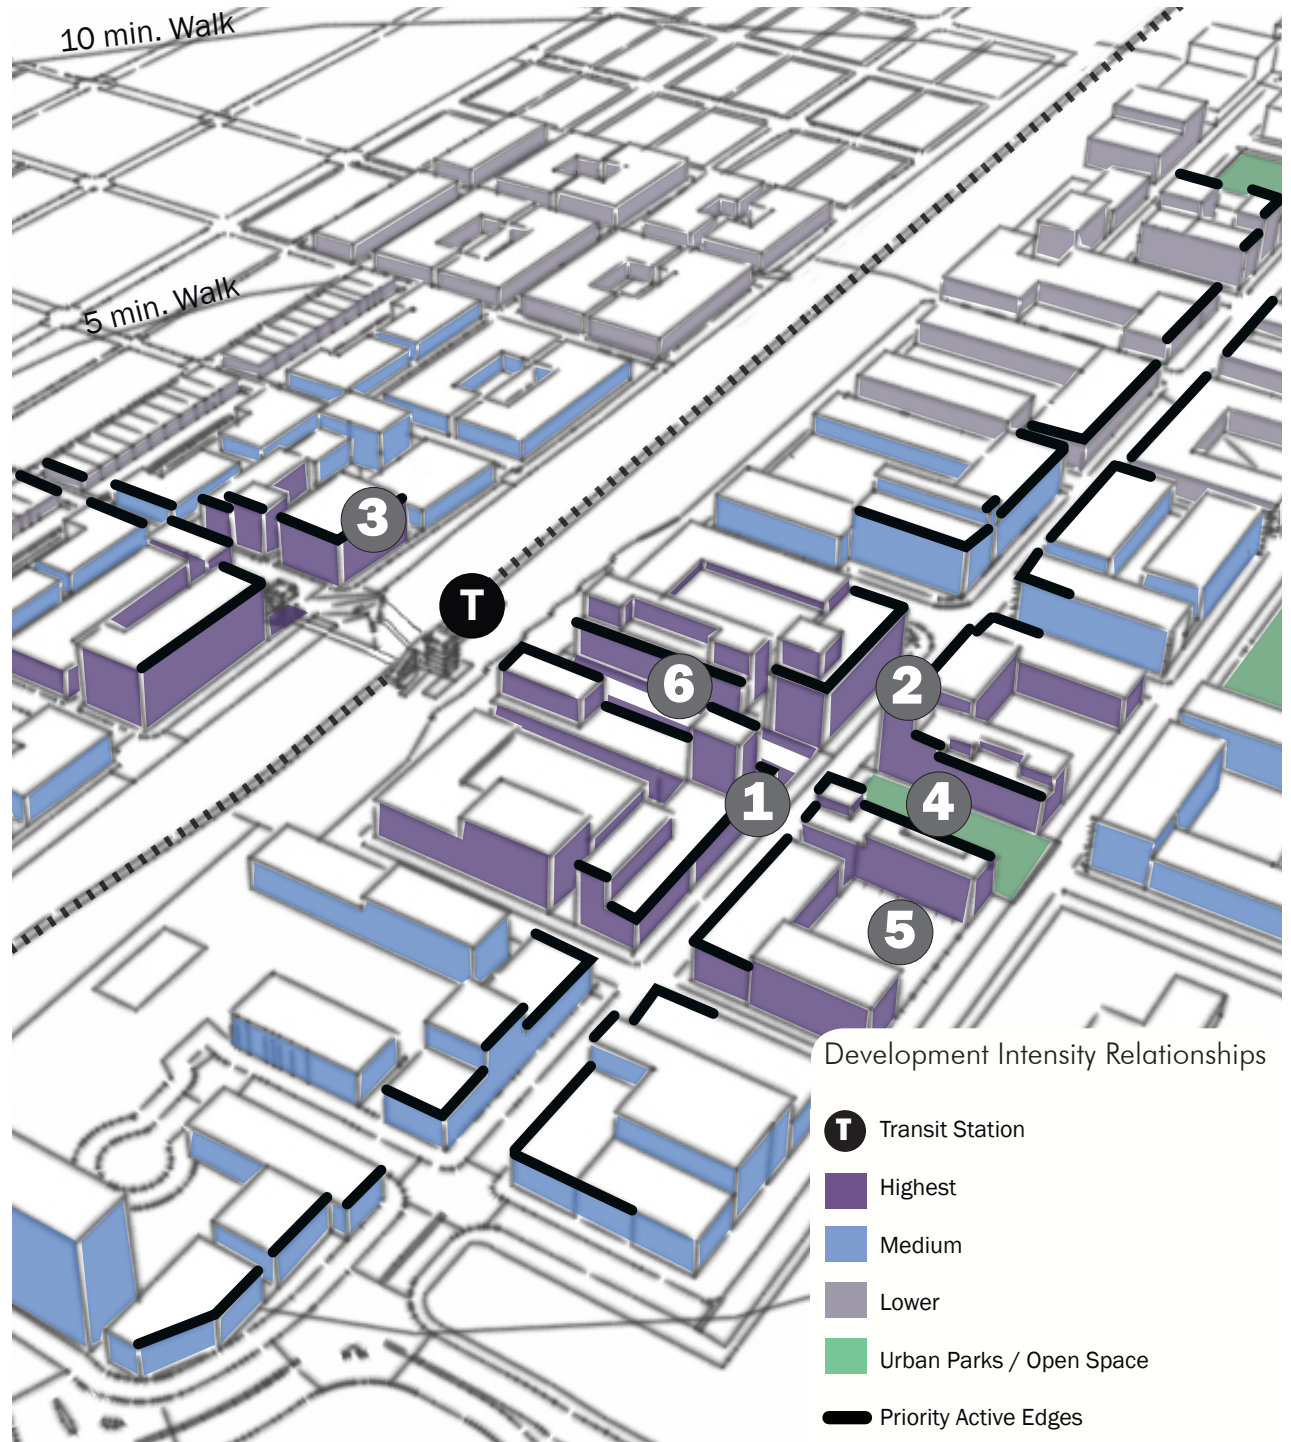 10 min. Walk
5 min. Walk
3
T
6
2
1
4
5
Development Intensity Relationships
T Transit Station
Highest
Medium
Lower
Urban Parks / Open Space
Priority Active Edges